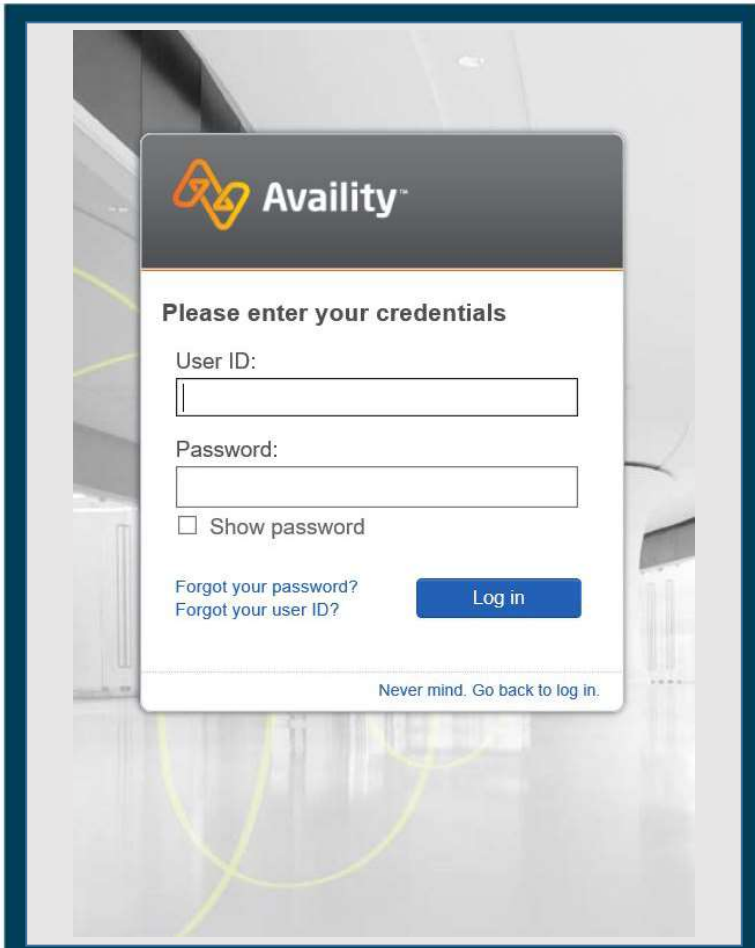 Availity™
Please enter your credentials
User ID:
Password:
Show password
Forgot your password?
Log in
Forgot your user ID?
Never mind. Go back to log in.